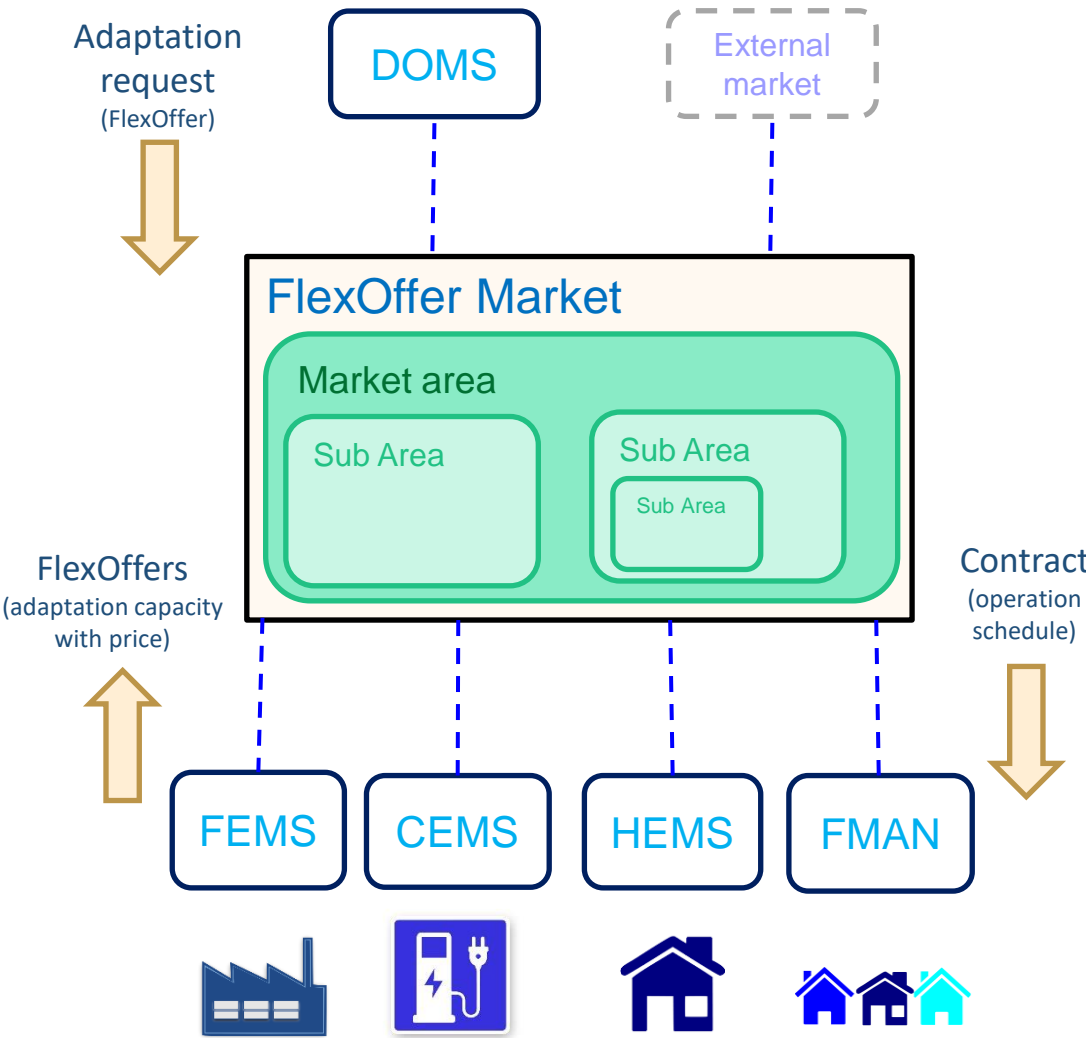 Adaptation
request
(FlexOffer)
DOMS
External
market
FlexOffer Market
Market area
Sub Area
Sub Area
Sub Area
FlexOffers
(adaptation capacity
with price)
Contract
(operation
schedule)
FEMS
CEMS
HEMS
FMAN